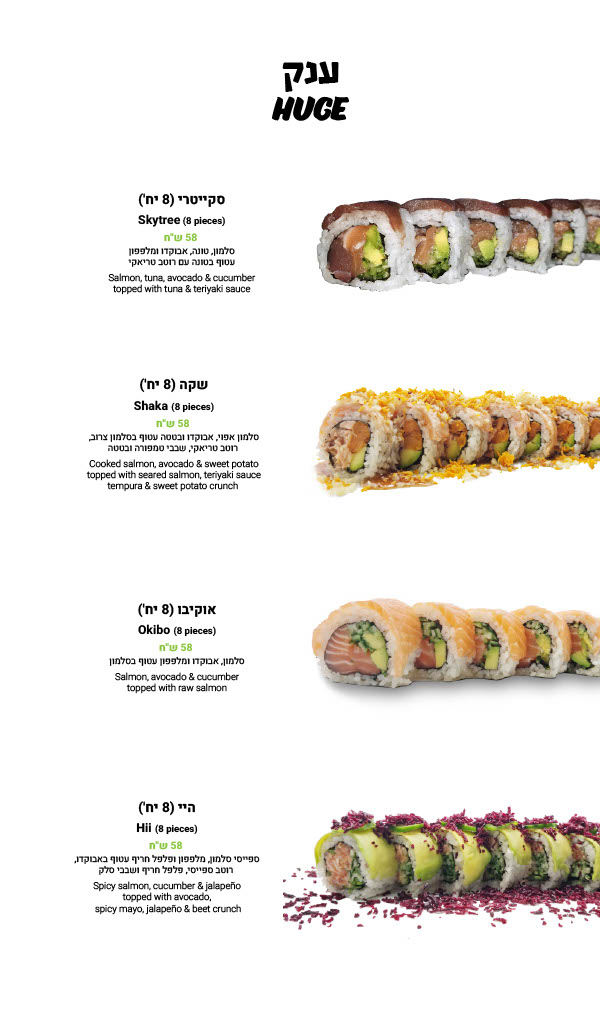 ענק
HUGE
סקייטרי (8 יח')
Skytree (8 pieces)
58 ש"ח
סלמון, טונה, אבוקדו ומלפפון
עטוף בטונה עם רוטב טריאקי
Salmon, tuna, avocado & cucumber
topped with tuna & teriyaki sauce
שקה (8 יח')
Shaka (8 pieces)
58 ש"ח
סלמון אפוי, אבוקדו ובטטה עטוף בסלמון צרוב,
רוטב טריאקי, שבבי טמפורה ובטטה
Cooked salmon, avocado & sweet potato
topped with seared salmon, teriyaki sauce
tempura & sweet potato crunch
אוקיבו (8 יח')
Okibo (8 pieces)
58 ש"ח
סלמון, אבוקדו ומלפפון עטוף בסלמון
Salmon, avocado & cucumber
topped with raw salmon
היי (8 יח')
Hii (8 pieces)
58 ש"ח
ספייסי סלמון, מלפפון ופלפל חריף עטוף באבוקדו,
רוטב ספייסי, פלפל חריף ושבבי סלק
Spicy salmon, cucumber & jalapeño
topped with avocado,
spicy mayo, jalapeño & beet crunch